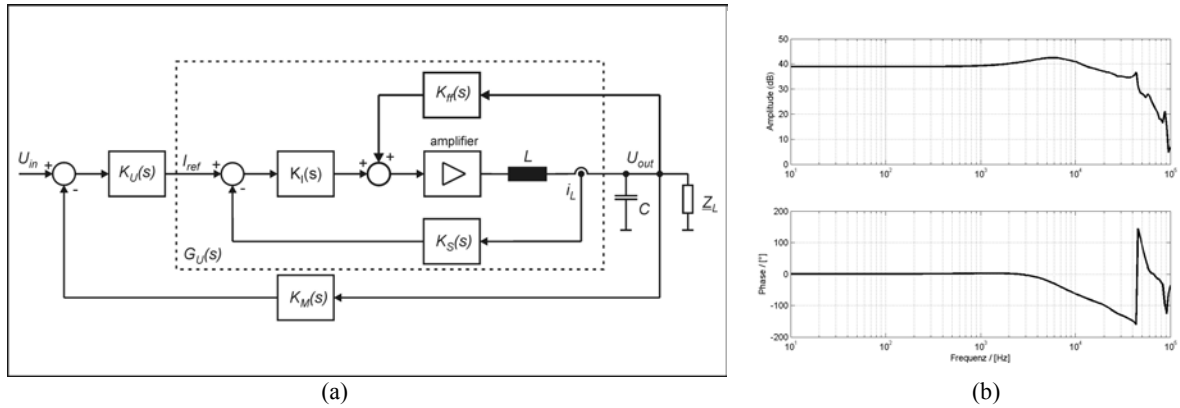 K_ff(s)
amplifier
U_in
+
-
K_U(s)
I_ref
+
-
K_I(s)
+
+
L
i_L
U_out
C
Z_L
K_S(s)
G_U(s)
K_M(s)
(a)
Amplitude (dB)
50
40
30
20
10
0
10^1
10^2
10^3
10^4
10^5
Phase / [°]
200
100
0
-100
-200
10^1
10^2
10^3
10^4
10^5
Frequenz / [Hz]
(b)